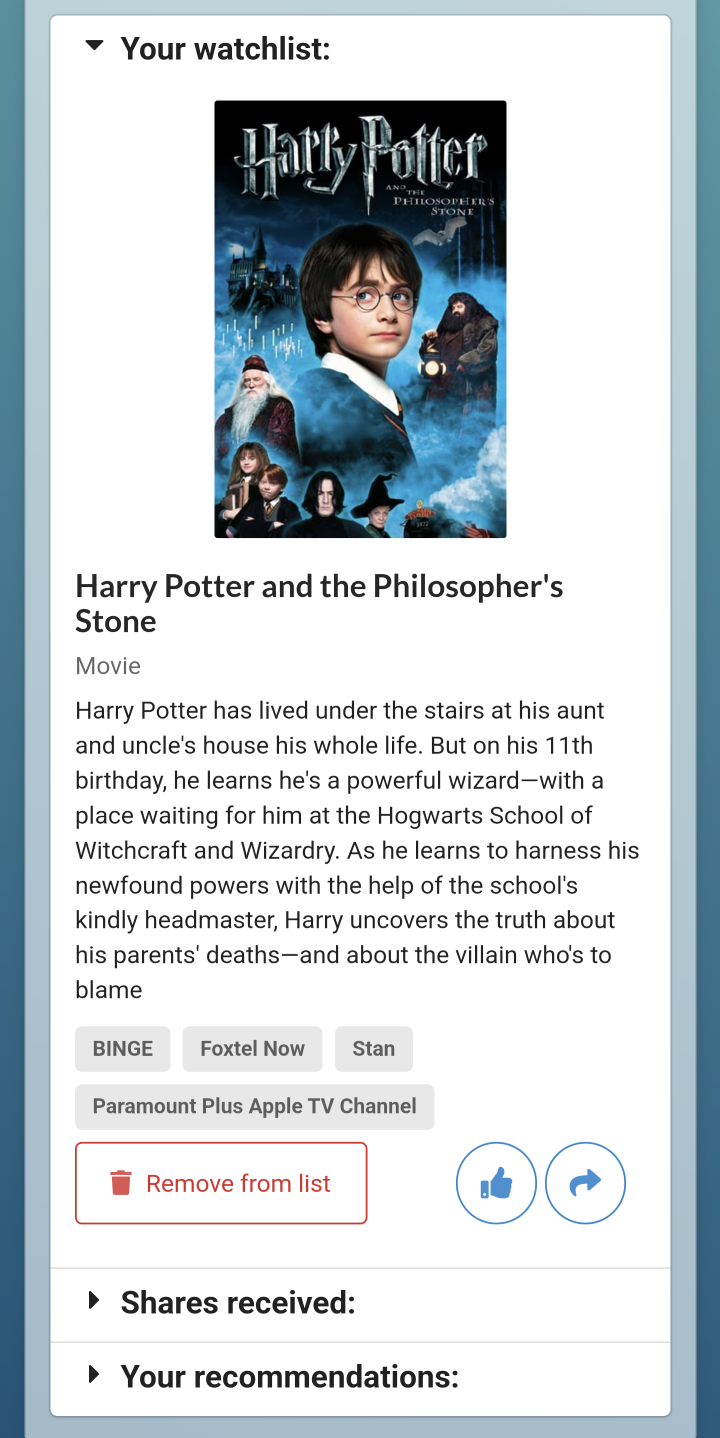 Your watchlist:
Harry Potter
AND THE
PHILOSOPHER'S
STONE
Harry Potter and the Philosopher's
Stone
Movie
Harry Potter has lived under the stairs at his aunt
and uncle's house his whole life. But on his 11th
birthday, he learns he's a powerful wizard—with a
place waiting for him at the Hogwarts School of
Witchcraft and Wizardry. As he learns to harness his
newfound powers with the help of the school's
kindly headmaster, Harry uncovers the truth about
his parents' deaths—and about the villain who's to
blame
BINGE Foxtel Now Stan
Paramount Plus Apple TV Channel
Remove from list
Shares received:
Your recommendations: